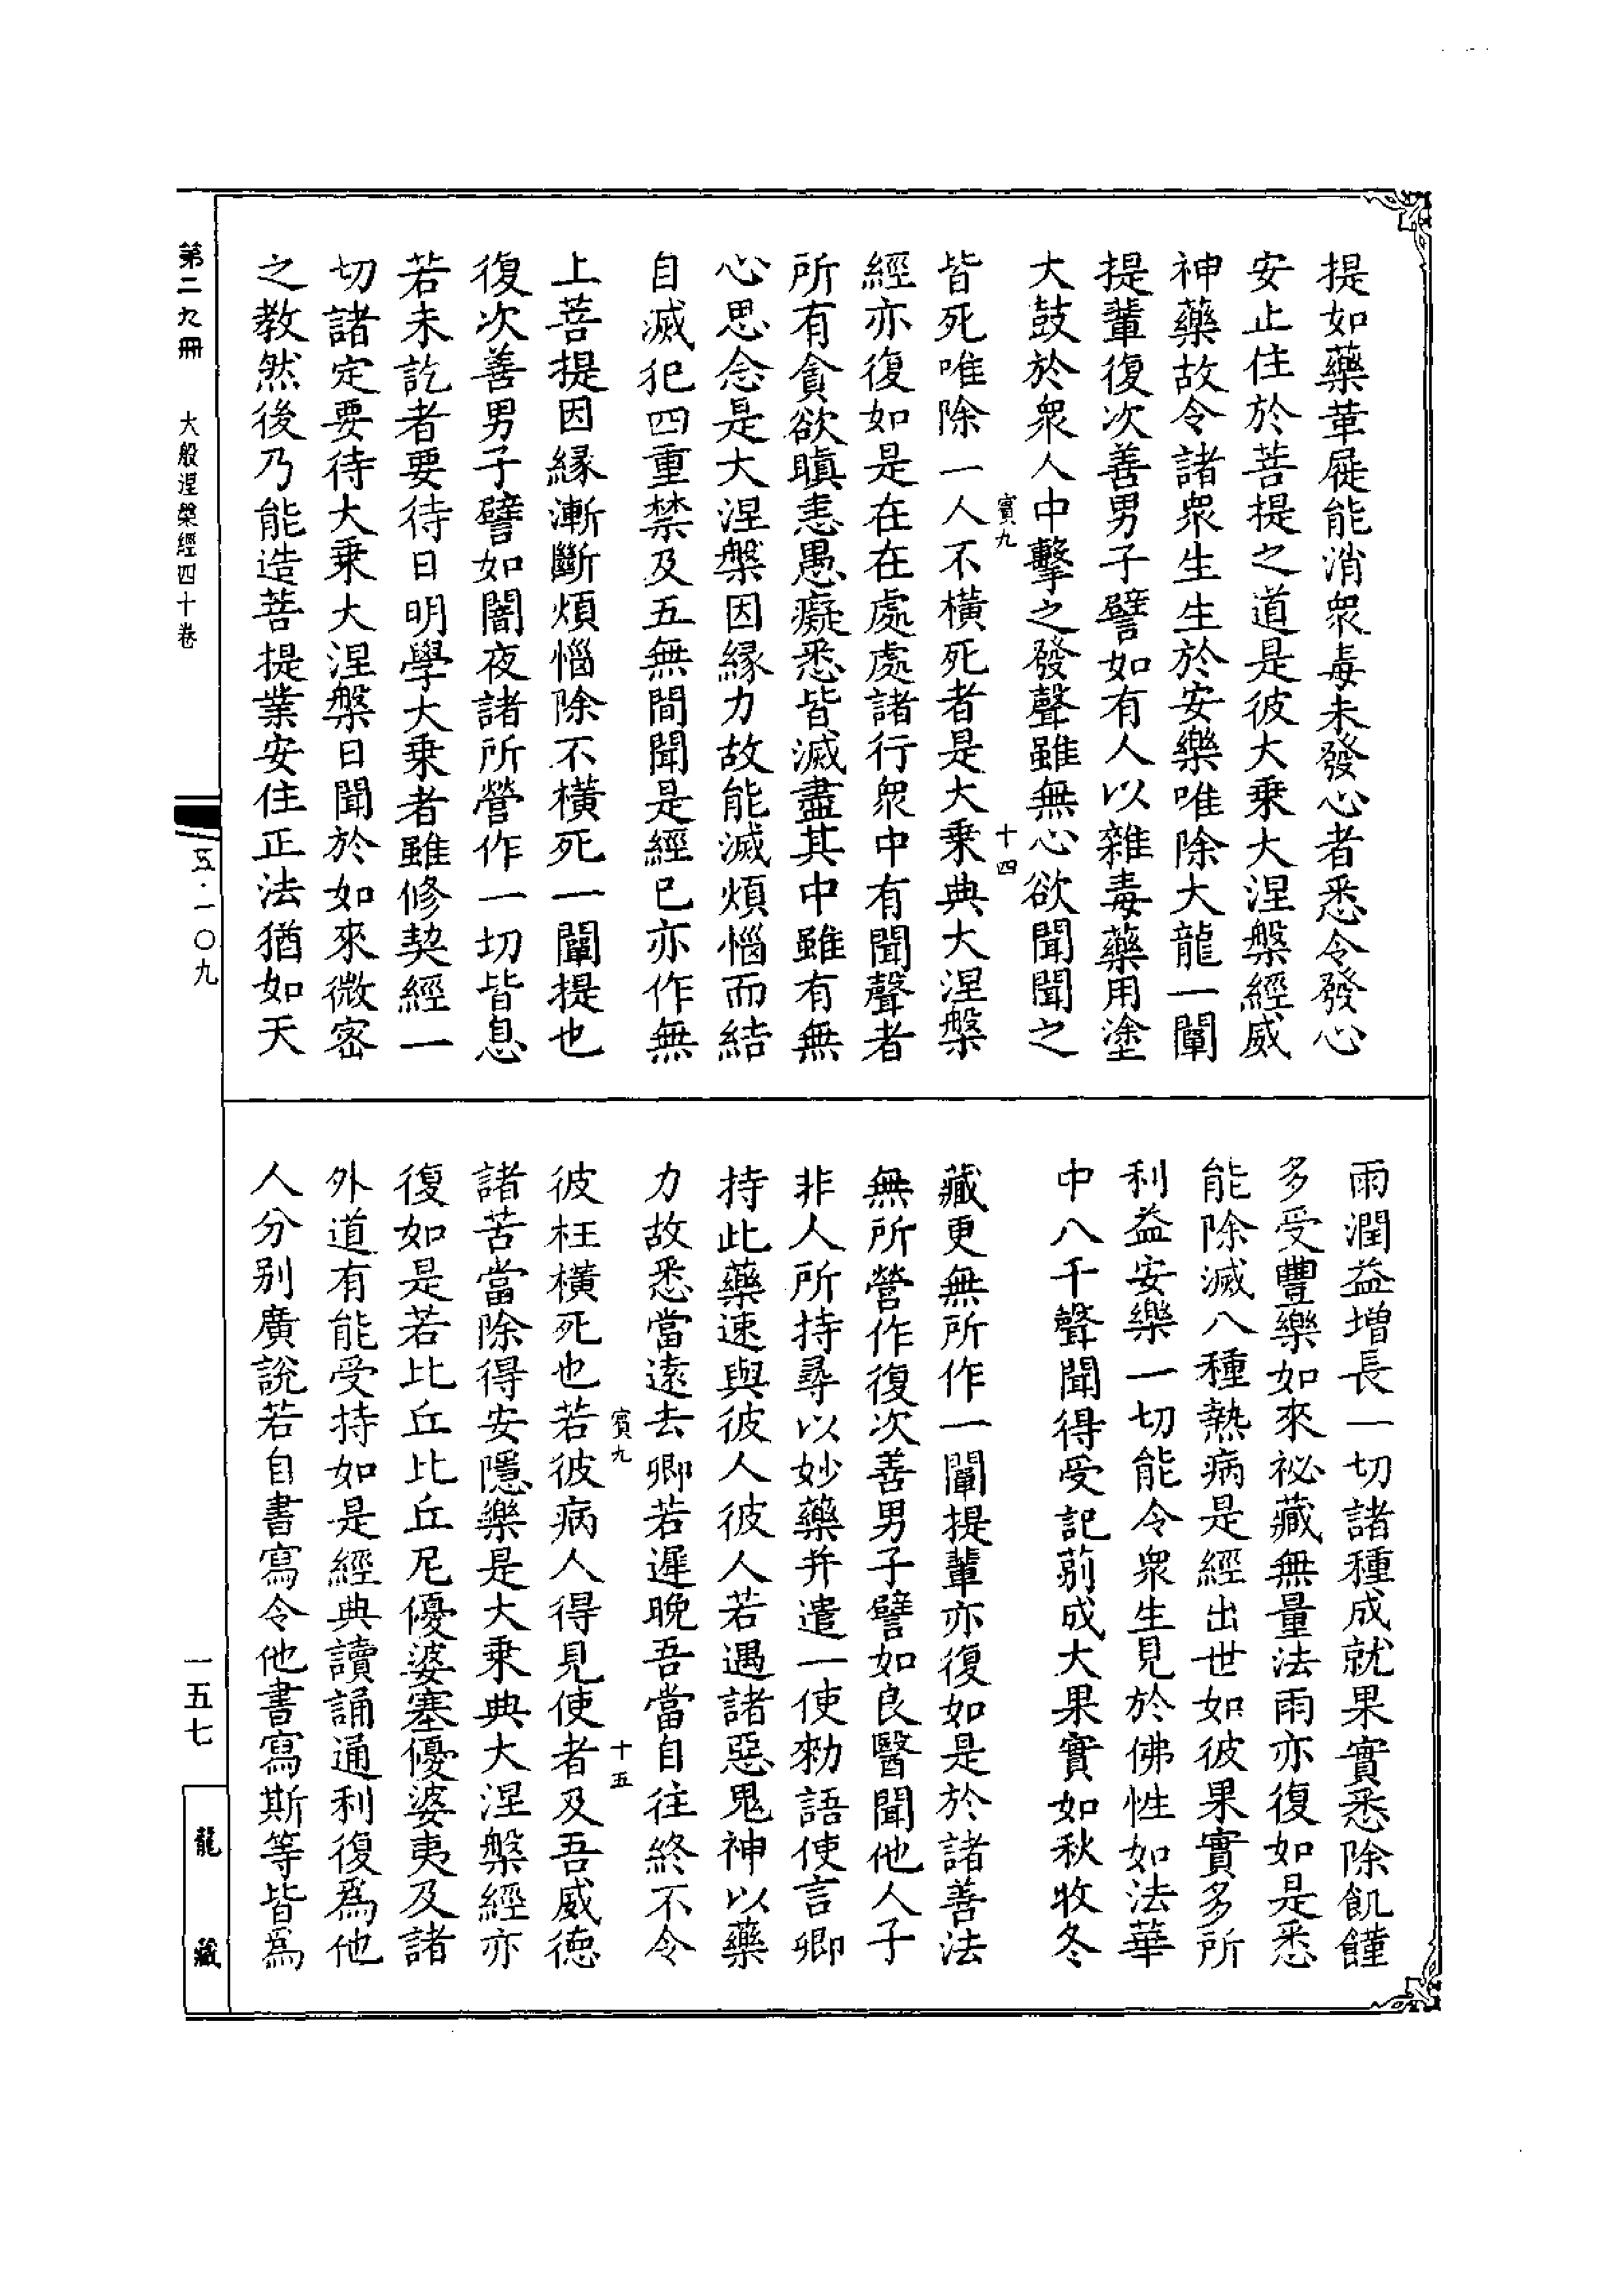 提如藥革屣能消衆毒未發心者悉令發心
安止住於菩提之道是彼大乗大涅槃經威
神藥故令諸衆生生於安樂唯除大龍一闡
提輩復次善男子譬如有人以雜毒藥用塗
大鼓於衆人中擊之發聲雖無心欲聞聞之
賓九
十四
皆死唯除一人不橫死者是大乗典大涅槃
經亦復如是在在處處諸行衆中有聞聲者
所有貪欲瞋恚愚癡悉皆滅盡其中雖有無
心思念是大涅槃因縁力故能滅煩惱而結
自滅犯四重禁及五無間聞是經已亦作無
上菩提因縁漸斷煩惱除不橫死一闡提也
復次善男子譬如闇夜諸所營作一切皆息
若未訖者要待日明學大乗者雖修契經一
切諸定要待大乗大涅槃日聞於如來微密
之教然後乃能造菩提業安住正法猶如天
雨潤益增長一切諸種成就果實悉除飢饉
多受豐樂如來祕藏無量法雨亦復如是悉
能除滅八種熱病是經出世如彼果實多所
利益安樂一切能令衆生見於佛性如法華
中八千聲聞得受記莂成大果實如秋收冬
藏更無所作一闡提輩亦復如是於諸善法
無所營作復次善男子譬如良醫聞他人子
非人所持尋以妙藥并遣一使勑語使言卿
持此藥速與彼人彼人若遇諸惡鬼神以藥
力故悉當遠去卿若遲晚吾當自往終不令
賓九
十五
彼枉橫死也若彼病人得見使者及吾威徳
諸苦當除得安隱樂是大乗典大涅槃經亦
復如是若比丘比丘尼優婆塞優婆夷及諸
外道有能受持如是經典讀誦通利復爲他
人分别廣說若自書寫令他書寫斯等皆爲
第二九冊
大般涅槃經四十卷
五·一〇九
一五七
龍藏